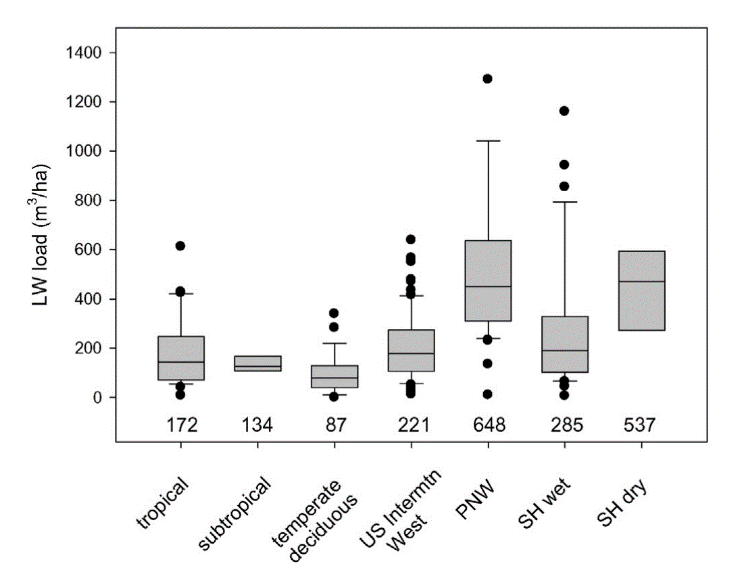 1400
1200
1000
800
600
400
200
0
LW load (m³/ha)
172 134 87 221 648 285 537
tropical
subtropical
temperate
deciduous
US Intermtn
West
PNW
SH wet
SH dry